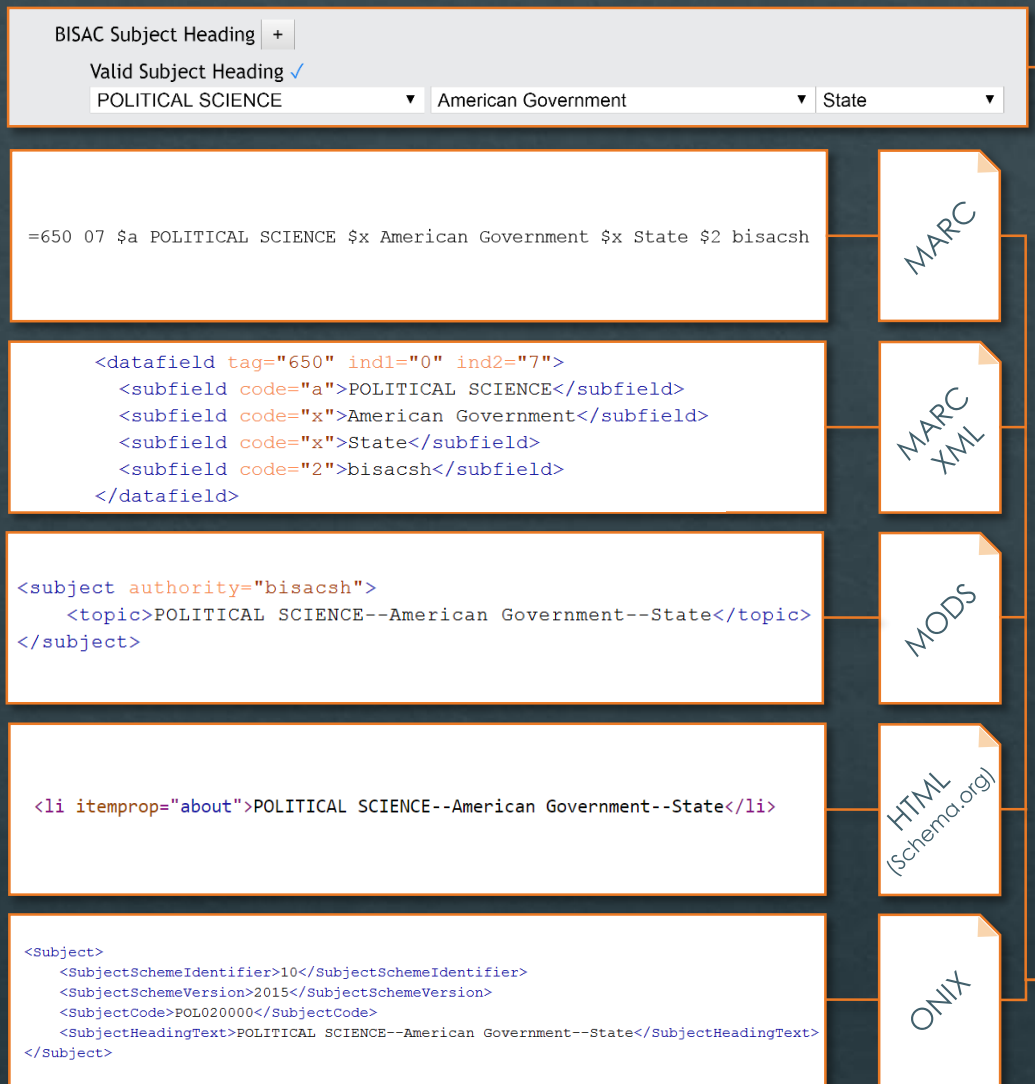 BISAC Subject Heading +
Valid Subject Heading ✓
POLITICAL SCIENCE ▼ American Government ▼ State ▼
=650 07 $a POLITICAL SCIENCE $x American Government $x State $2 bisacsh
MARC
<datafield tag="650" ind1="0" ind2="7">
<subfield code="a">POLITICAL SCIENCE</subfield>
<subfield code="x">American Government</subfield>
<subfield code="x">State</subfield>
<subfield code="2">bisacsh</subfield>
</datafield>
MARC
XML
<subject authority="bisacsh">
<topic>POLITICAL SCIENCE--American Government--State</topic>
</subject>
MODS
<li itemprop="about">POLITICAL SCIENCE--American Government--State</li>
HTML
(Schema.org)
<Subject>
<SubjectSchemeIdentifier>10</SubjectSchemeIdentifier>
<SubjectSchemeVersion>2015</SubjectSchemeVersion>
<SubjectCode>POL020000</SubjectCode>
<SubjectHeadingText>POLITICAL SCIENCE--American Government--State</SubjectHeadingText>
</Subject>
ONIX